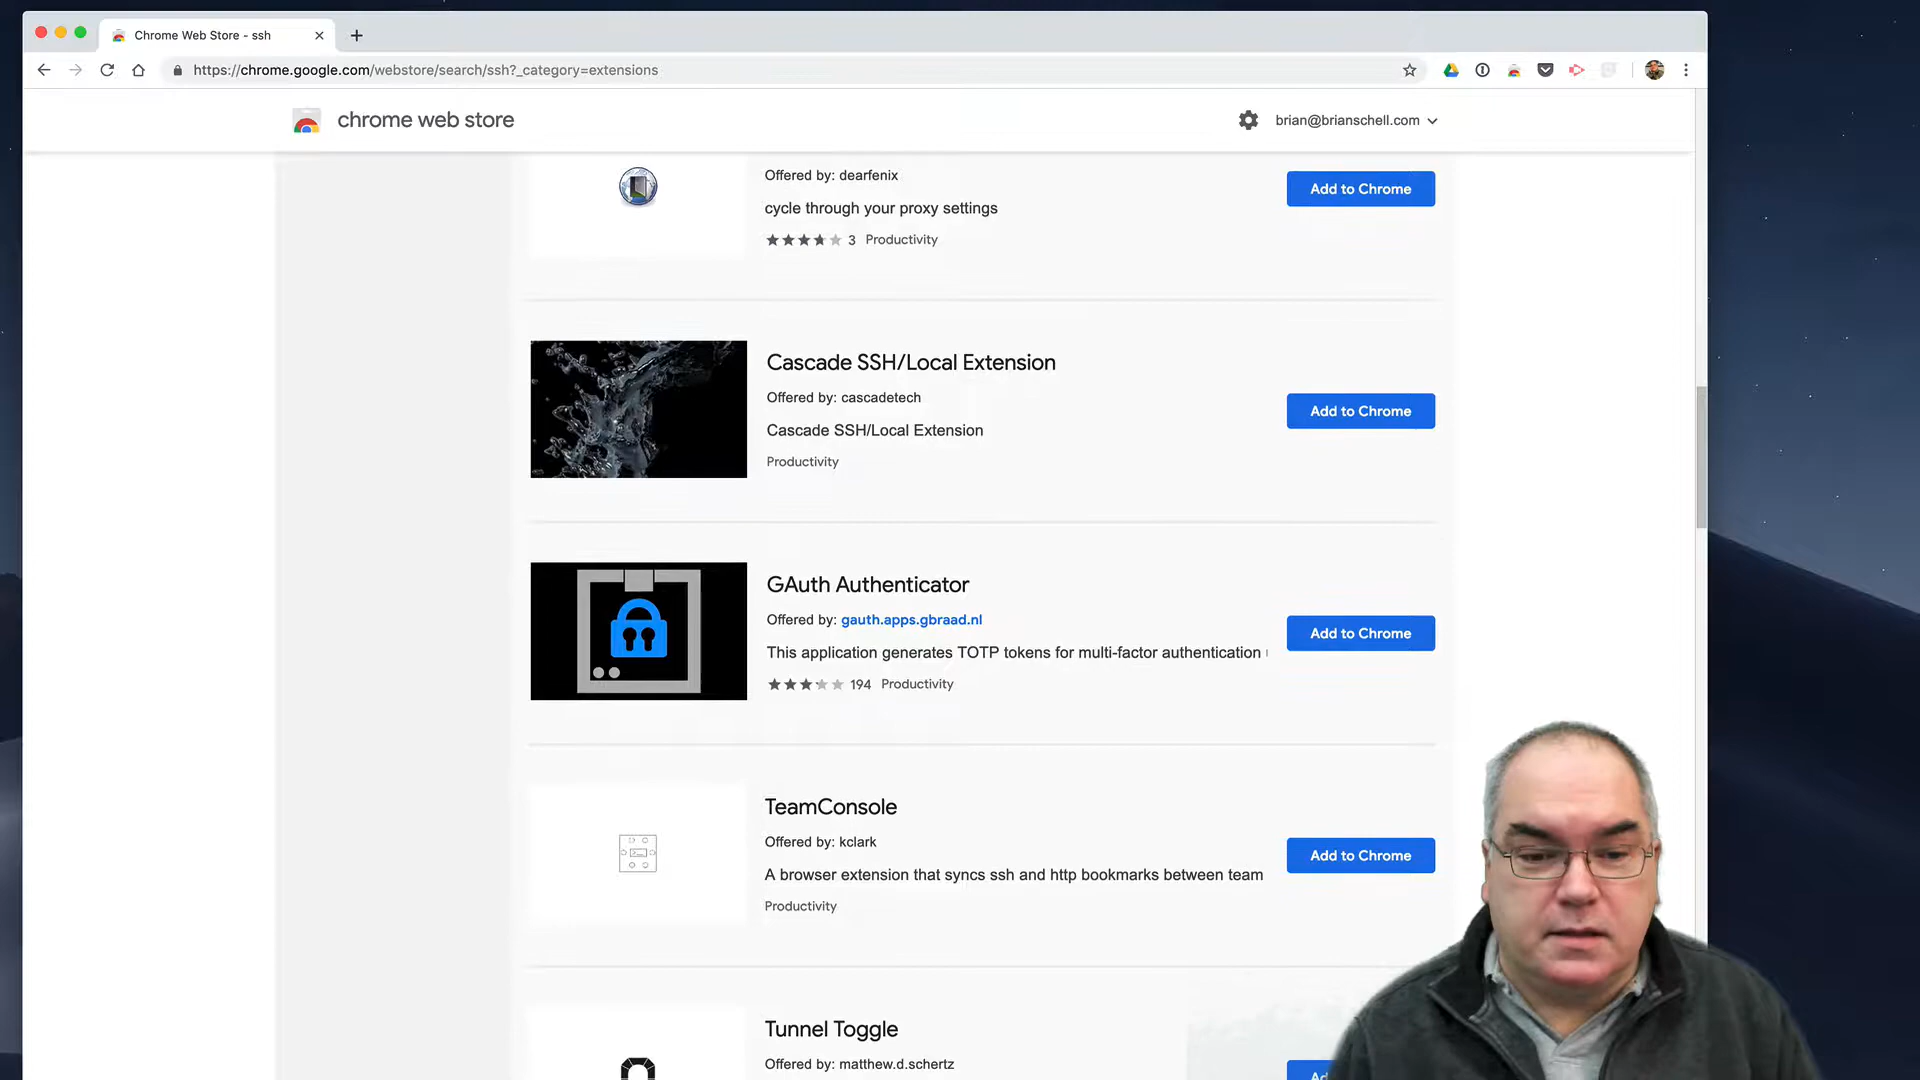 Chrome Web Store - ssh
https://chrome.google.com/webstore/search/ssh?_category=extensions
chrome web store
brian@brianschell.com
Offered by: dearfenix
Add to Chrome
cycle through your proxy settings
3 Productivity
Cascade SSH/Local Extension
Offered by: cascadetech
Add to Chrome
Cascade SSH/Local Extension
Productivity
GAuth Authenticator
Offered by: gauth.apps.gbraad.nl
Add to Chrome
This application generates TOTP tokens for multi-factor authentication
194 Productivity
TeamConsole
Offered by: kclark
Add to Chrome
A browser extension that syncs ssh and http bookmarks between team
Productivity
Tunnel Toggle
Offered by: matthew.d.schertz